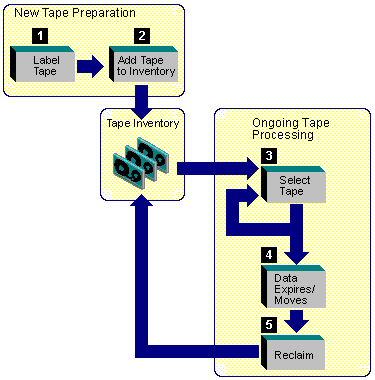 New Tape Preparation
1
2
Label
Tape
Add Tape
to Inventory
Tape Inventory
Ongoing Tape
Processing
3
Select
Tape
4
Data
Expires/
Moves
5
Reclaim